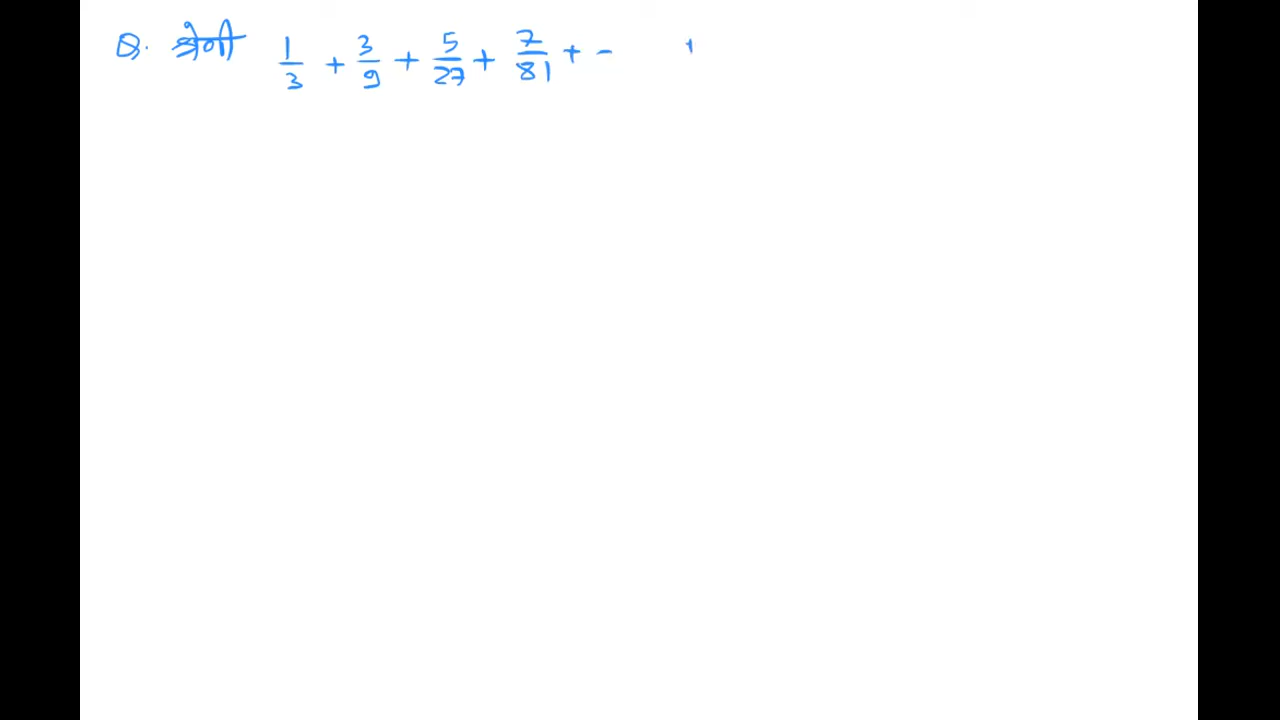 Q. श्रेणी 1/3 + 3/9 + 5/27 + 7/81 + - +